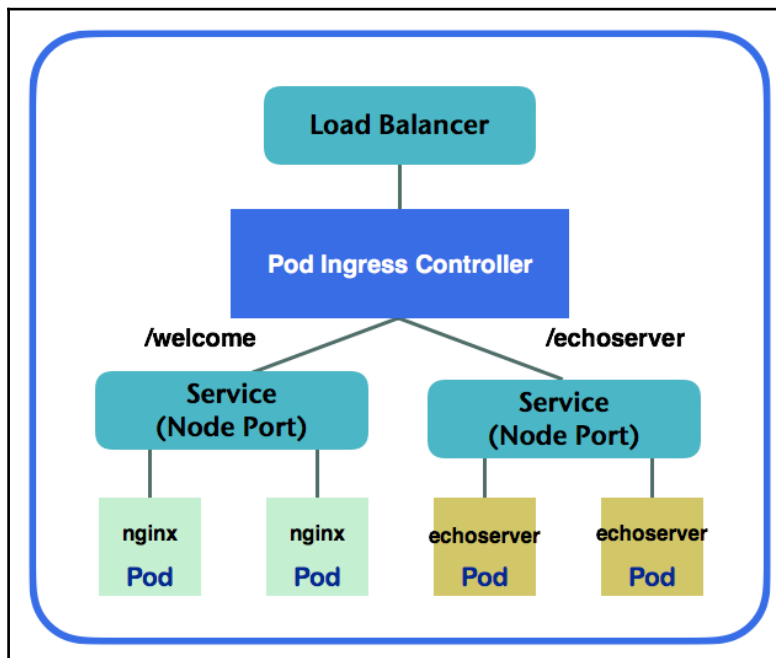 Load Balancer
Pod Ingress Controller
/welcome
/echoserver
Service
(Node Port)
Service
(Node Port)
nginx
Pod
nginx
Pod
echoserver
Pod
echoserver
Pod